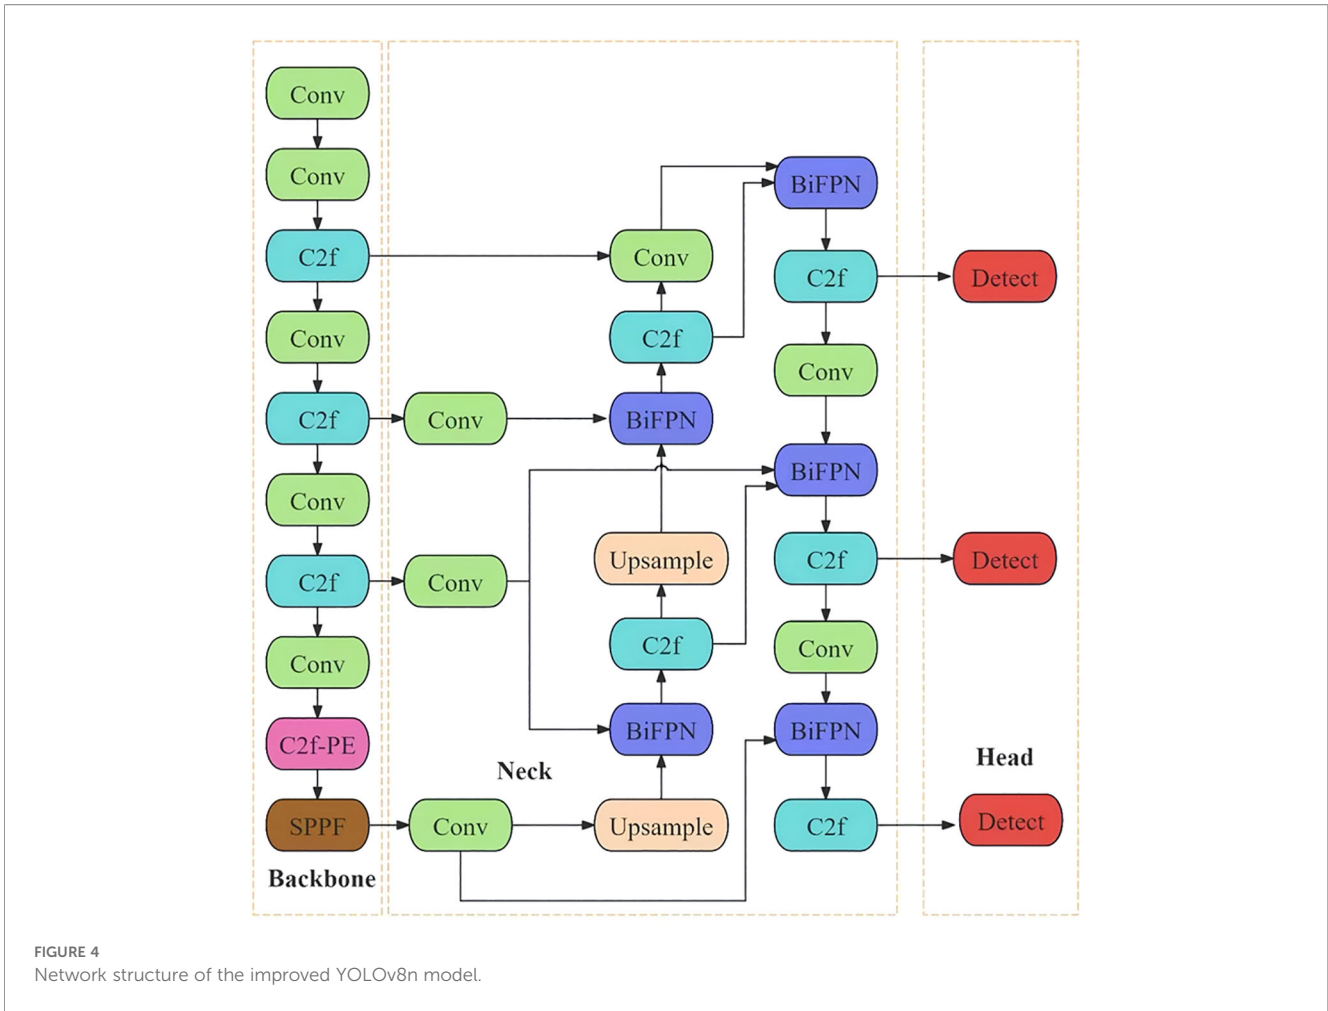 Conv
Conv
C2f
Conv
C2f
Conv
C2f
Conv
C2f-PE
SPPF
Backbone
Conv
Conv
Conv
Neck
Conv
C2f
BiFPN
Upsample
C2f
BiFPN
Upsample
BiFPN
C2f
Conv
BiFPN
C2f
Conv
BiFPN
C2f
Detect
Detect
Head
Detect
FIGURE 4
Network structure of the improved YOLOv8n model.